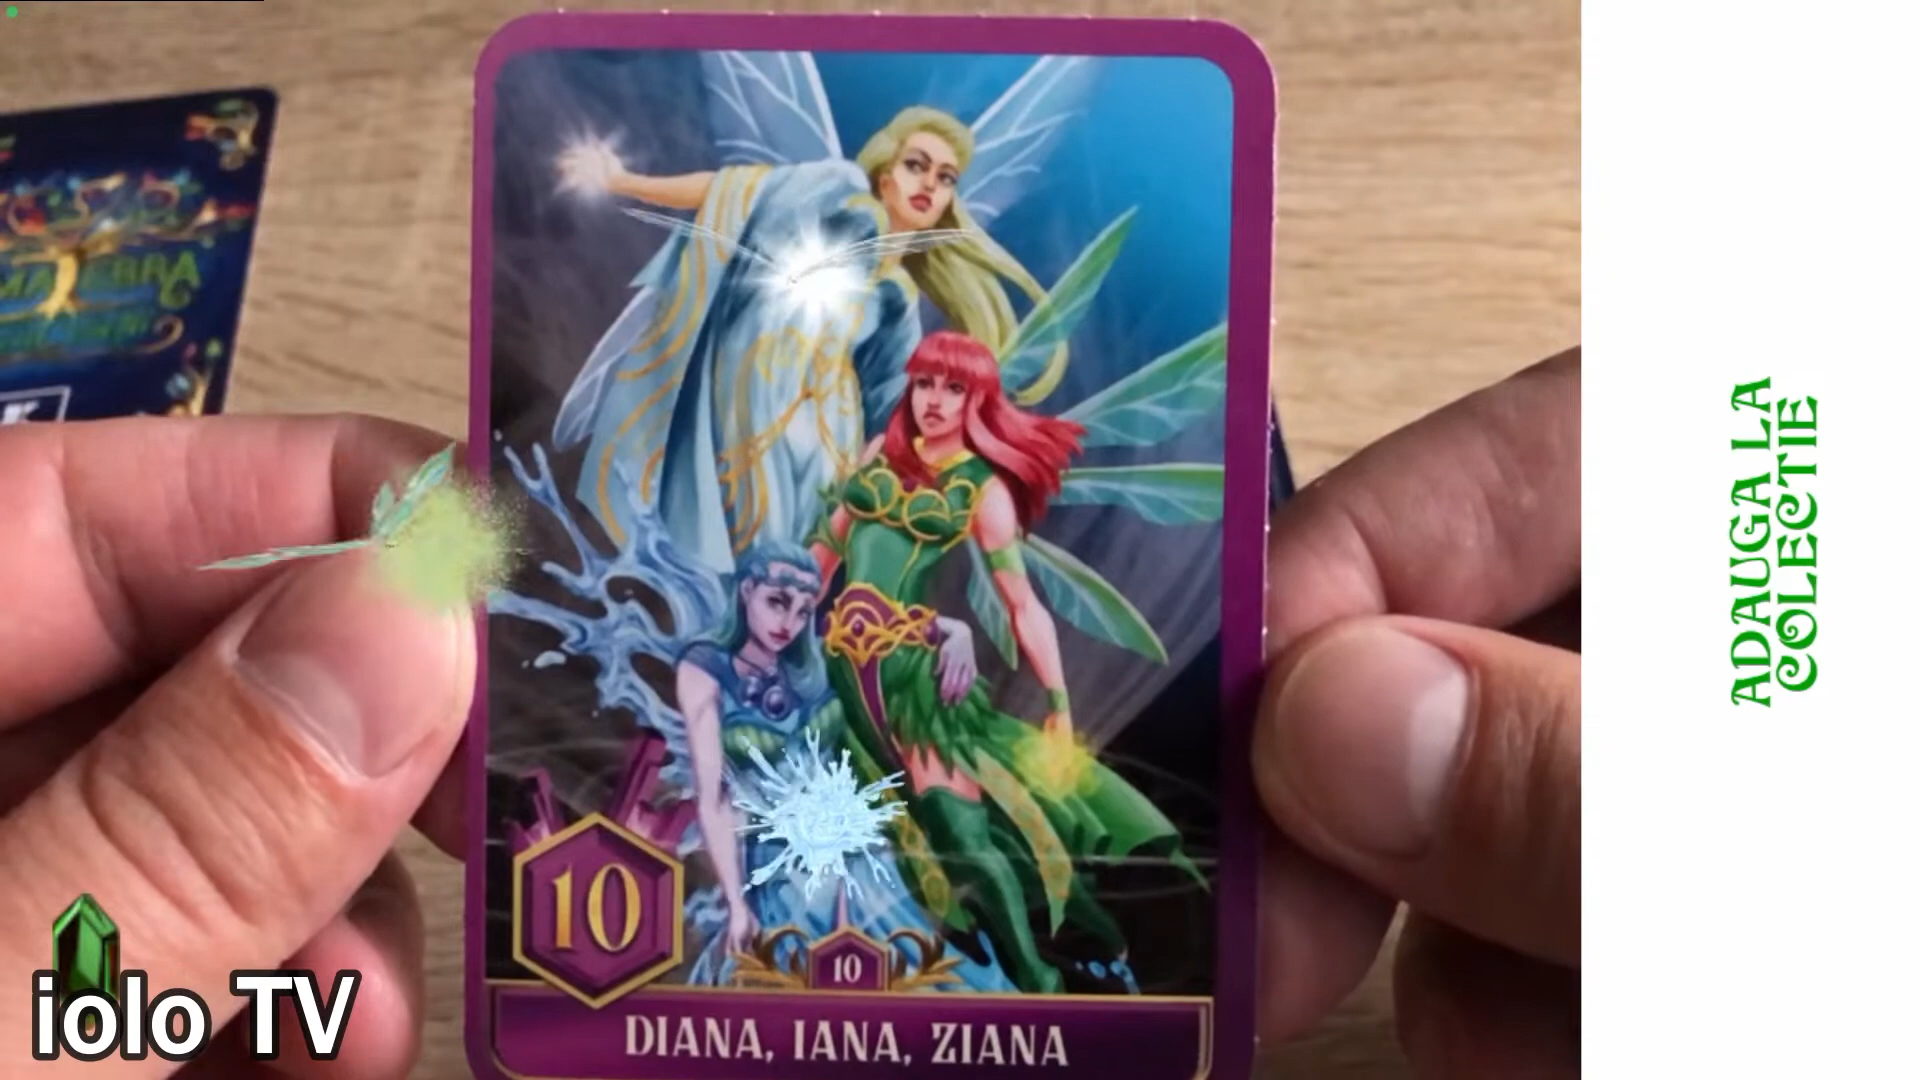 10
10
DIANA, IANA, ZIANA
iolo TV
ADAUGA LA
COLECTIE